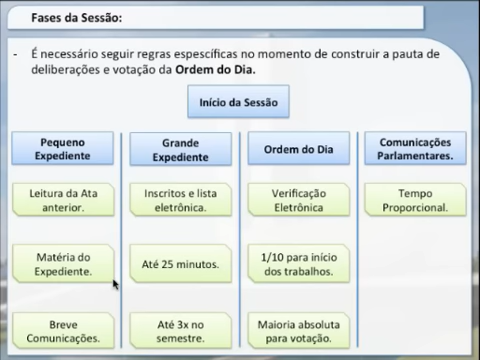 Fases da Sessão:
- É necessário seguir regras espescíficas no momento de construir a pauta de
deliberações e votação da Ordem do Dia.
Início da Sessão
Pequeno
Expediente
Leitura da Ata
anterior.
Matéria do
Expediente.
Breve
Comunicações.
Grande
Expediente
Inscritos e lista
eletrônica.
Até 25 minutos.
Até 3x no
semestre.
Ordem do Dia
Verificação
Eletrônica
1/10 para início
dos trabalhos.
Maioria absoluta
para votação.
Comunicações
Parlamentares.
Tempo
Proporcional.